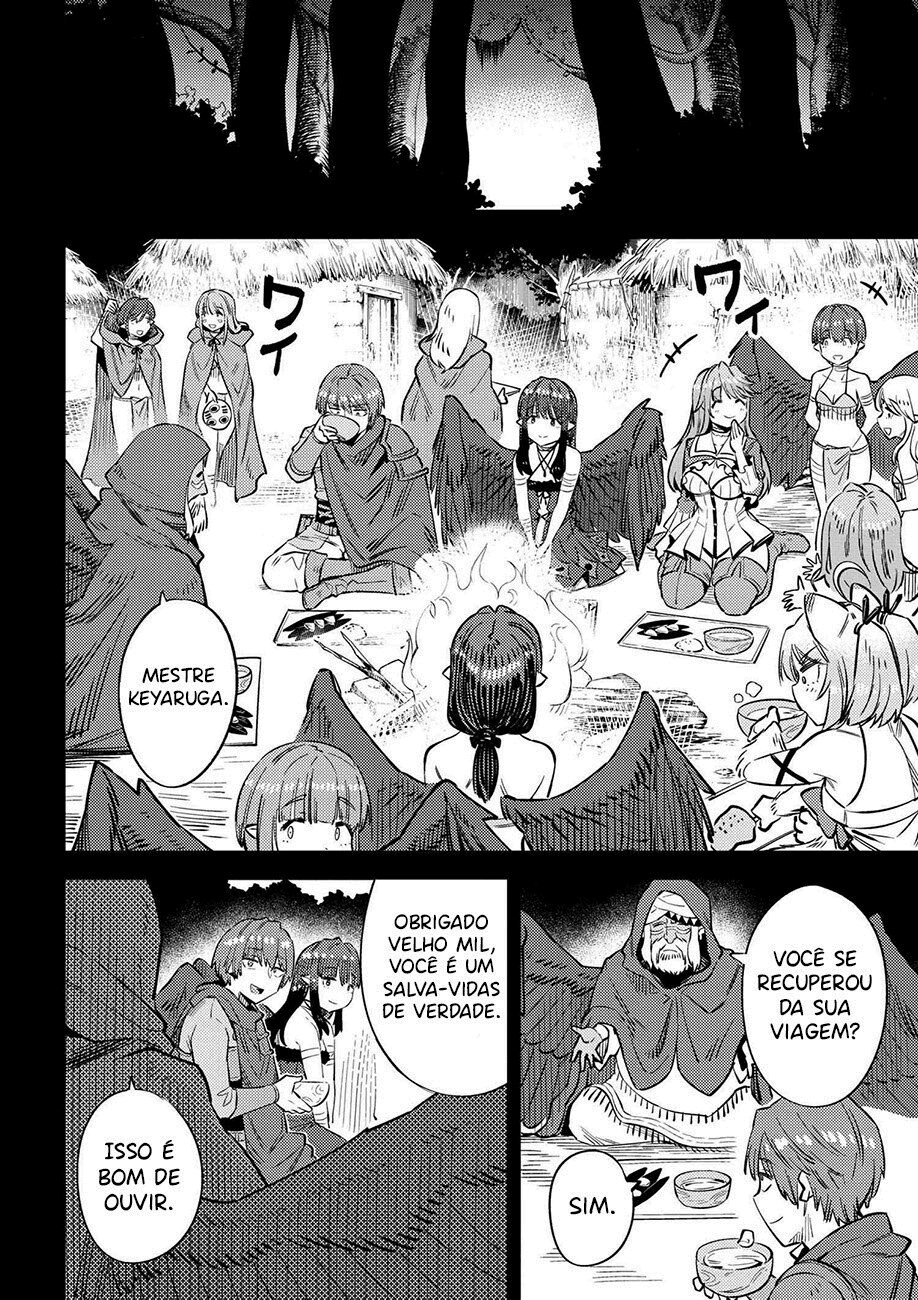 ワイ
ワイ
MESTRE
KEYARUGA.
VOCÊ SE
RECUPEROU
DA SUA
VIAGEM?
SIM.
OBRIGADO
VELHO MIL,
VOCÊ É UM
SALVA-VIDAS
DE VERDADE.
ISSO É
BOM DE
OUVIR.